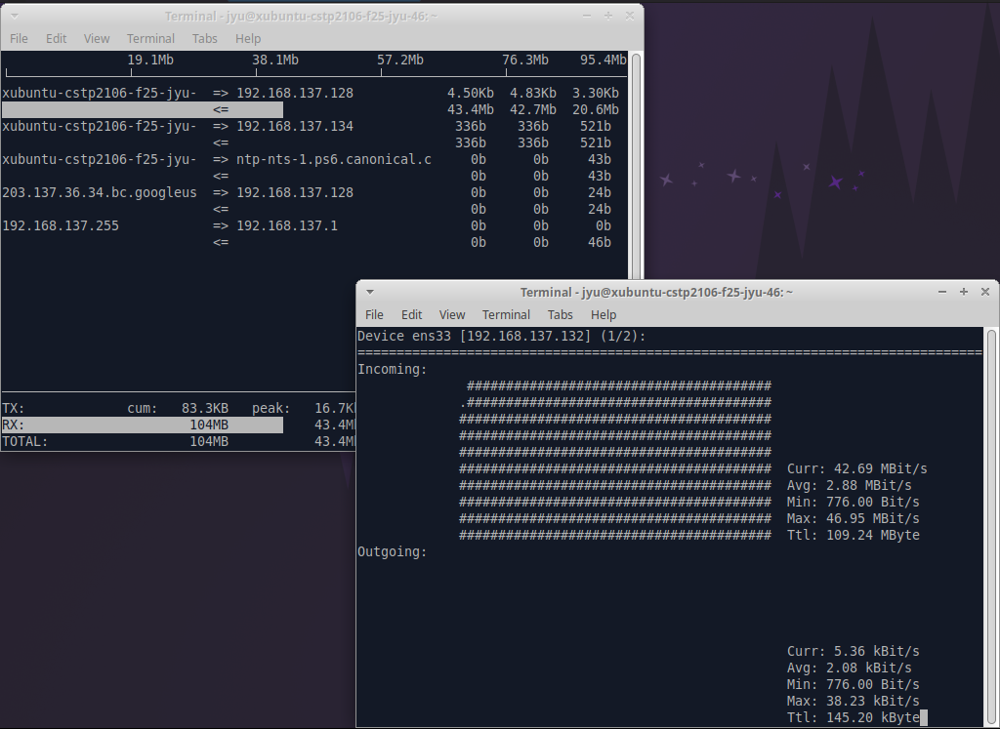 Terminal - jyu@xubuntu-cstp2106-f25-jyu-46: ~
File Edit View Terminal Tabs Help
19.1Mb 38.1Mb 57.2Mb 76.3Mb 95.4Mb
xubuntu-cstp2106-f25-jyu- => 192.168.137.128 4.50Kb 4.83Kb 3.30Kb
<= 43.4Mb 42.7Mb 20.6Mb
xubuntu-cstp2106-f25-jyu- => 192.168.137.134 336b 336b 521b
<= 336b 336b 521b
xubuntu-cstp2106-f25-jyu- => ntp-nts-1.ps6.canonical.c 0b 0b 43b
<= 0b 0b 43b
203.137.36.34.bc.googleus => 192.168.137.128 0b 0b 24b
<= 0b 0b 24b
192.168.137.255 => 192.168.137.1 0b 0b 0b
<= 0b 0b 46b
TX: cum: 83.3KB peak: 16.7K
RX: 104MB 43.4M
TOTAL: 104MB 43.4M
Terminal - jyu@xubuntu-cstp2106-f25-jyu-46: ~
File Edit View Terminal Tabs Help
Device ens33 [192.168.137.132] (1/2):
================================================================================
Incoming:
#######################################
.#######################################
########################################
########################################
########################################
######################################## Curr: 42.69 MBit/s
######################################## Avg: 2.88 MBit/s
######################################## Min: 776.00 Bit/s
######################################## Max: 46.95 MBit/s
######################################## Ttl: 109.24 MByte
Outgoing:
Curr: 5.36 kBit/s
Avg: 2.08 kBit/s
Min: 776.00 Bit/s
Max: 38.23 kBit/s
Ttl: 145.20 kByte